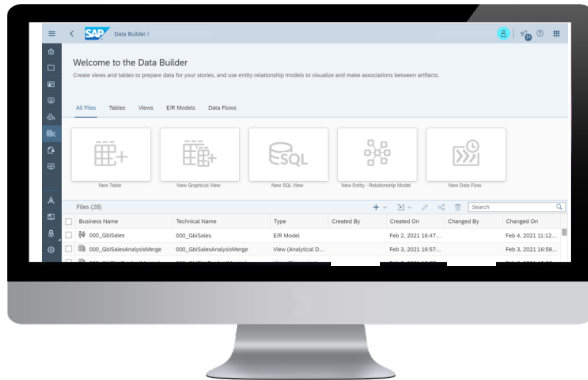 SAP Data Builder /
Welcome to the Data Builder
Create views and tables to prepare data for your stories, and use entity-relationship models to visualize and make associations between artifacts.
All Files Tables Views E/R Models Data Flows
SQL
New Table New Graphical View New SQL View New Entity - Relationship Model New Data Flow
Files (28) Search
Business Name Technical Name Type Created By Created On Changed By Changed On
000_GblSales 000_GblSales E/R Model Feb 2, 2021 16:47... Feb 4, 2021 11:12...
000_GblSalesAnalysisMerge 000_GblSalesAnalysisMerge View (Analytical D... Feb 3, 2021 16:57... Feb 3, 2021 16:58...